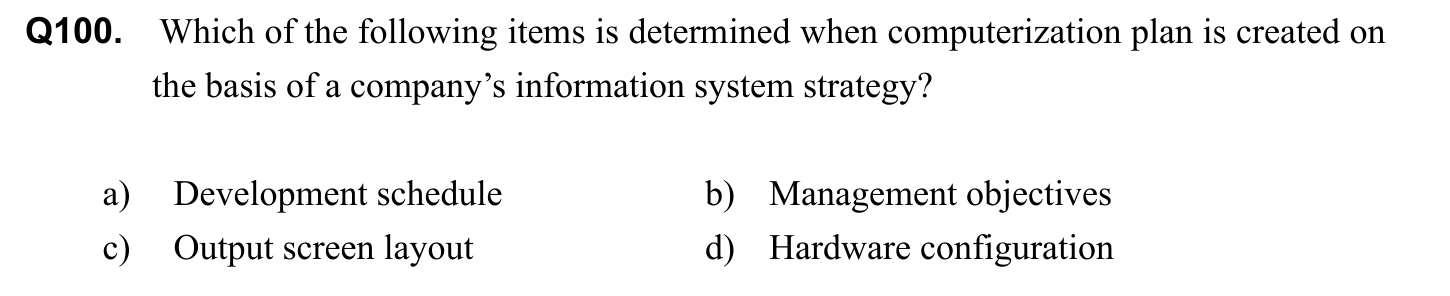 Q100. Which of the following items is determined when computerization plan is created on
the basis of a company’s information system strategy?
a) Development schedule b) Management objectives
c) Output screen layout d) Hardware configuration